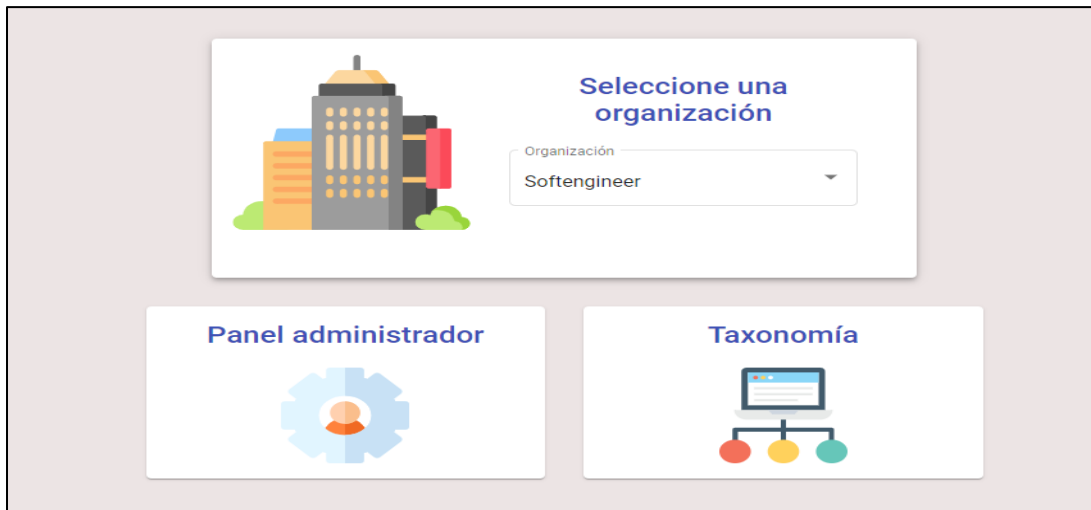 Seleccione una
organización
Organización
Softengineer
Panel administrador
Taxonomía